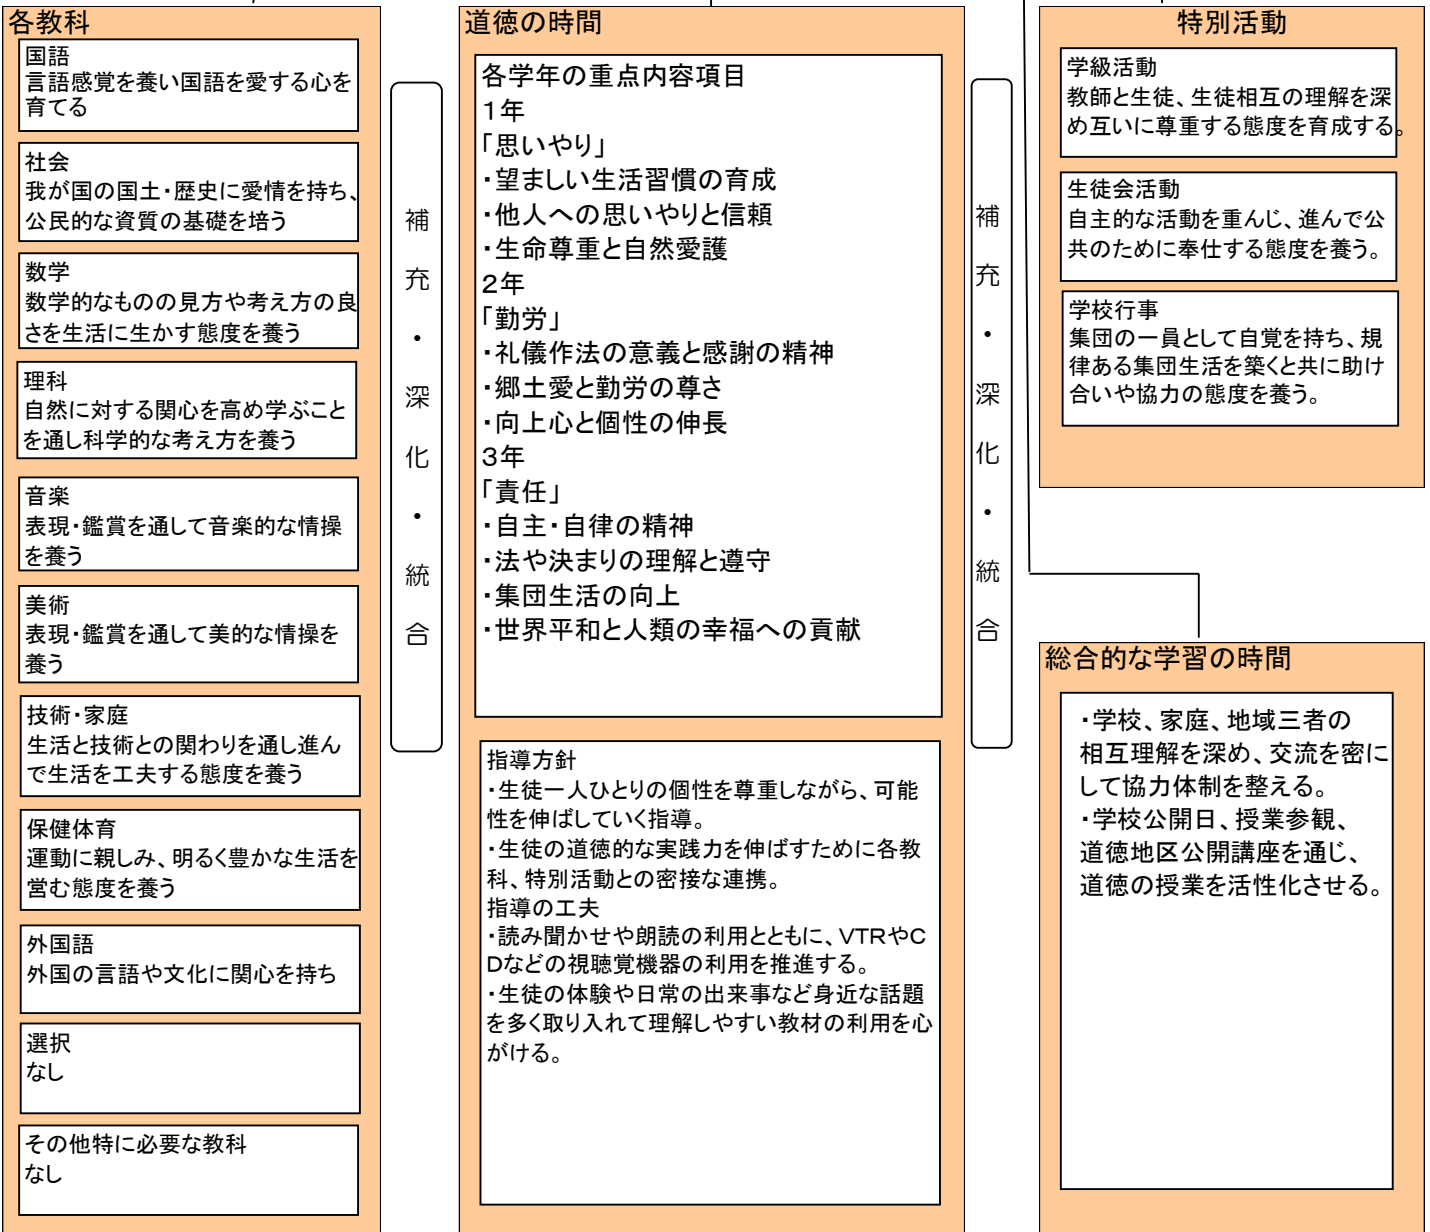 各教科
国語
言語感覚を養い国語を愛する心を
育てる
社会
我が国の国土・歴史に愛情を持ち、
公民的な資質の基礎を培う
数学
数学的なものの見方や考え方の良
さを生活に生かす態度を養う
理科
自然に対する関心を高め学ぶこと
を通し科学的な考え方を養う
音楽
表現・鑑賞を通して音楽的な情操
を養う
美術
表現・鑑賞を通して美的な情操を
養う
技術・家庭
生活と技術との関わりを通し進ん
で生活を工夫する態度を養う
保健体育
運動に親しみ、明るく豊かな生活を
営む態度を養う
外国語
外国の言語や文化に関心を持ち
選択
なし
その他特に必要な教科
なし
補充・深化・統合
道徳の時間
各学年の重点内容項目
1年
「思いやり」
・望ましい生活習慣の育成
・他人への思いやりと信頼
・生命尊重と自然愛護
2年
「勤労」
・礼儀作法の意義と感謝の精神
・郷土愛と勤労の尊さ
・向上心と個性の伸長
3年
「責任」
・自主・自律の精神
・法や決まりの理解と遵守
・集団生活の向上
・世界平和と人類の幸福への貢献
指導方針
・生徒一人ひとりの個性を尊重しながら、可能
性を伸ばしていく指導。
・生徒の道徳的な実践力を伸ばすために各教
科、特別活動との密接な連携。
指導の工夫
・読み聞かせや朗読の利用とともに、VTRやC
Dなどの視聴覚機器の利用を推進する。
・生徒の体験や日常の出来事など身近な話題
を多く取り入れて理解しやすい教材の利用を心
がける。
補充・深化・統合
特別活動
学級活動
教師と生徒、生徒相互の理解を深
め互いに尊重する態度を育成する。
生徒会活動
自主的な活動を重んじ、進んで公
共のために奉仕する態度を養う。
学校行事
集団の一員として自覚を持ち、規
律ある集団生活を築くと共に助け
合いや協力の態度を養う。
総合的な学習の時間
・学校、家庭、地域三者の
相互理解を深め、交流を密に
して協力体制を整える。
・学校公開日、授業参観、
道徳地区公開講座を通じ、
道徳の授業を活性化させる。